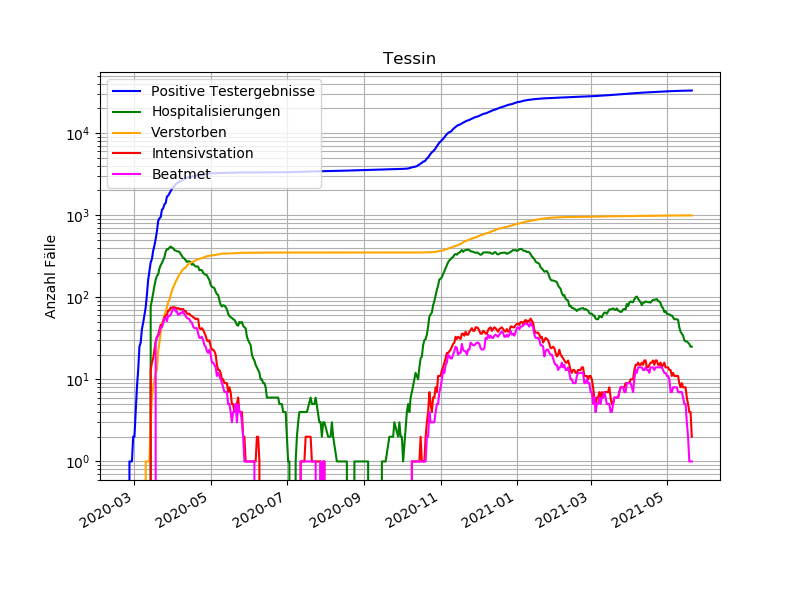 Tessin
Positive Testergebnisse
Hospitalisierungen
Verstorben
Intensivstation
Beatmet
Anzahl Fälle
10⁴
10³
10²
10¹
10⁰
2020-03
2020-05
2020-07
2020-09
2020-11
2021-01
2021-03
2021-05